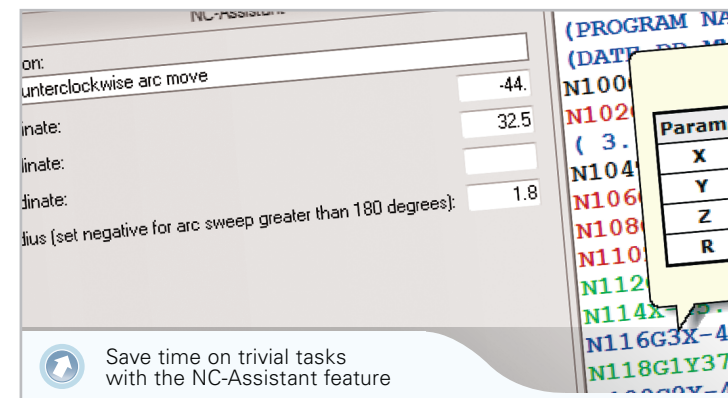 NC-Assistant
on:
unterclockwise arc move
-44.
inate:
32.5
linate:
dinate:
1.8
dius (set negative for arc sweep greater than 180 degrees):
(PROGRAM NA
(DATE
N100
N102
( 3.
N104
N106
N108
N110
N112
N114X
N116G3X-4
N118G1Y37
Param
X
Y
Z
R
Save time on trivial tasks
with the NC-Assistant feature